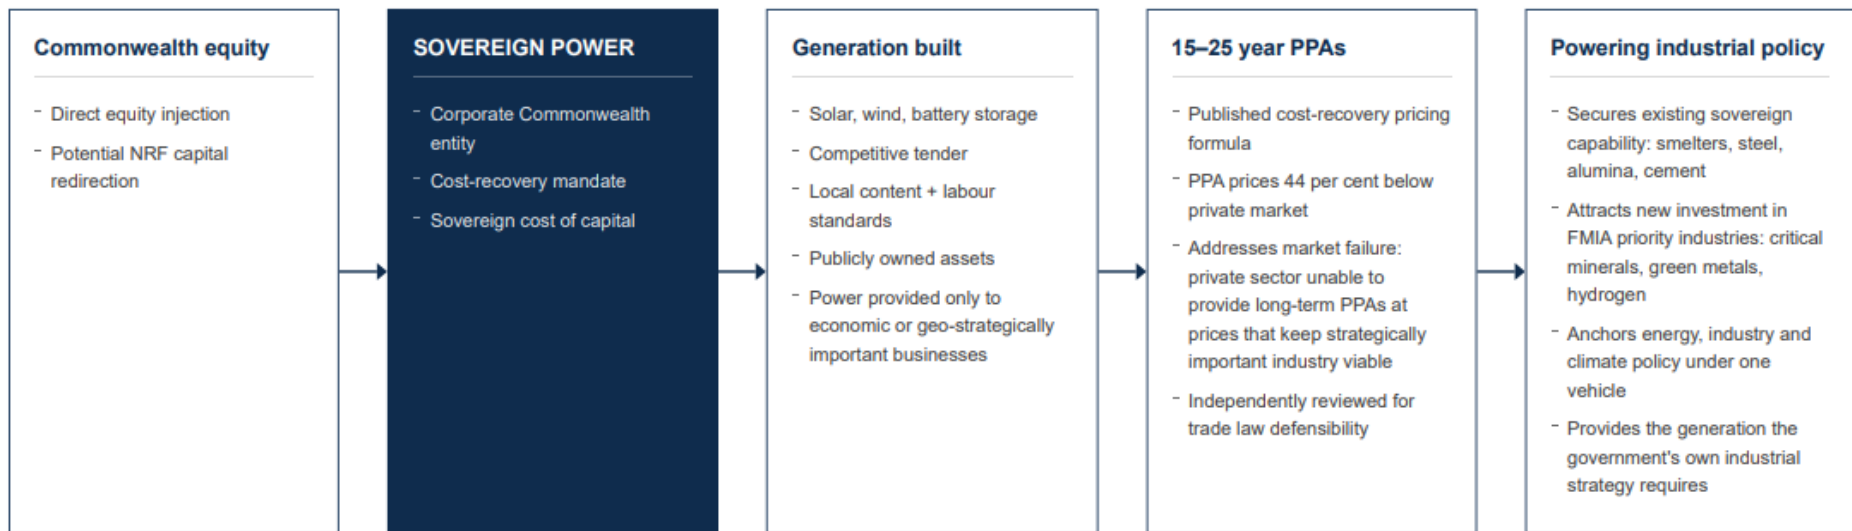 Commonwealth equity
- Direct equity injection
- Potential NRF capital
redirection
SOVEREIGN POWER
- Corporate Commonwealth
entity
- Cost-recovery mandate
- Sovereign cost of capital
Generation built
- Solar, wind, battery storage
- Competitive tender
- Local content + labour
standards
- Publicly owned assets
- Power provided only to
economic or geo-strategically
important businesses
15–25 year PPAs
- Published cost-recovery pricing
formula
- PPA prices 44 per cent below
private market
- Addresses market failure:
private sector unable to
provide long-term PPAs at
prices that keep strategically
important industry viable
- Independently reviewed for
trade law defensibility
Powering industrial policy
- Secures existing sovereign
capability: smelters, steel,
alumina, cement
- Attracts new investment in
FMIA priority industries: critical
minerals, green metals,
hydrogen
- Anchors energy, industry and
climate policy under one
vehicle
- Provides the generation the
government's own industrial
strategy requires